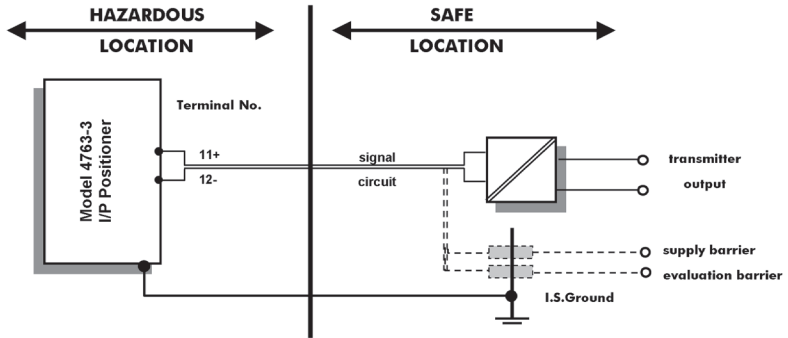 HAZARDOUS
LOCATION
SAFE
LOCATION
Terminal No.
Model 4763-3
I/P Positioner
11+
12-
signal
circuit
transmitter
output
supply barrier
evaluation barrier
I.S.Ground